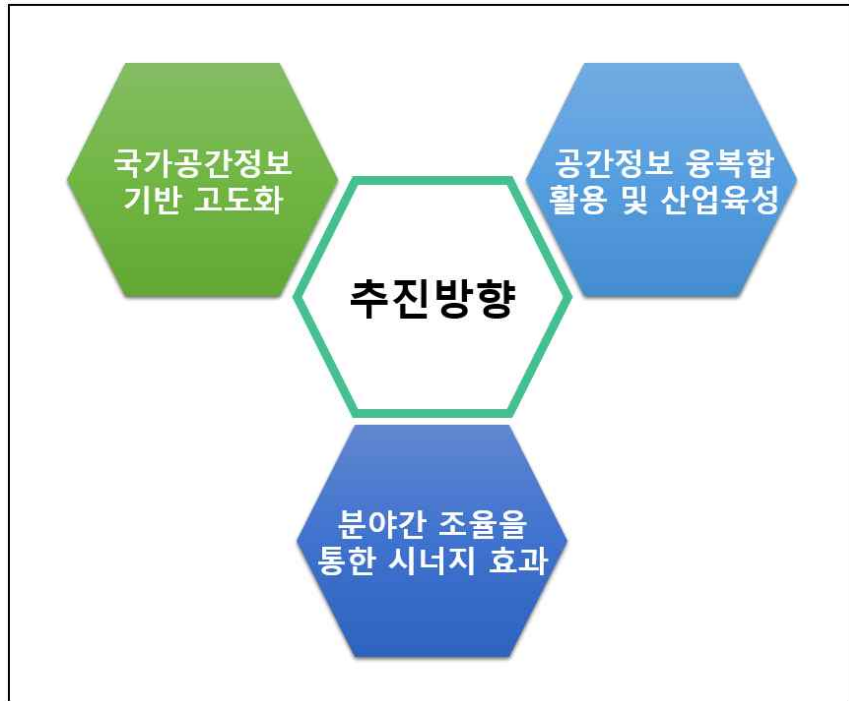 국가공간정보
기반 고도화
공간정보 융복합
활용 및 산업육성
추진방향
분야간 조율을
통한 시너지 효과